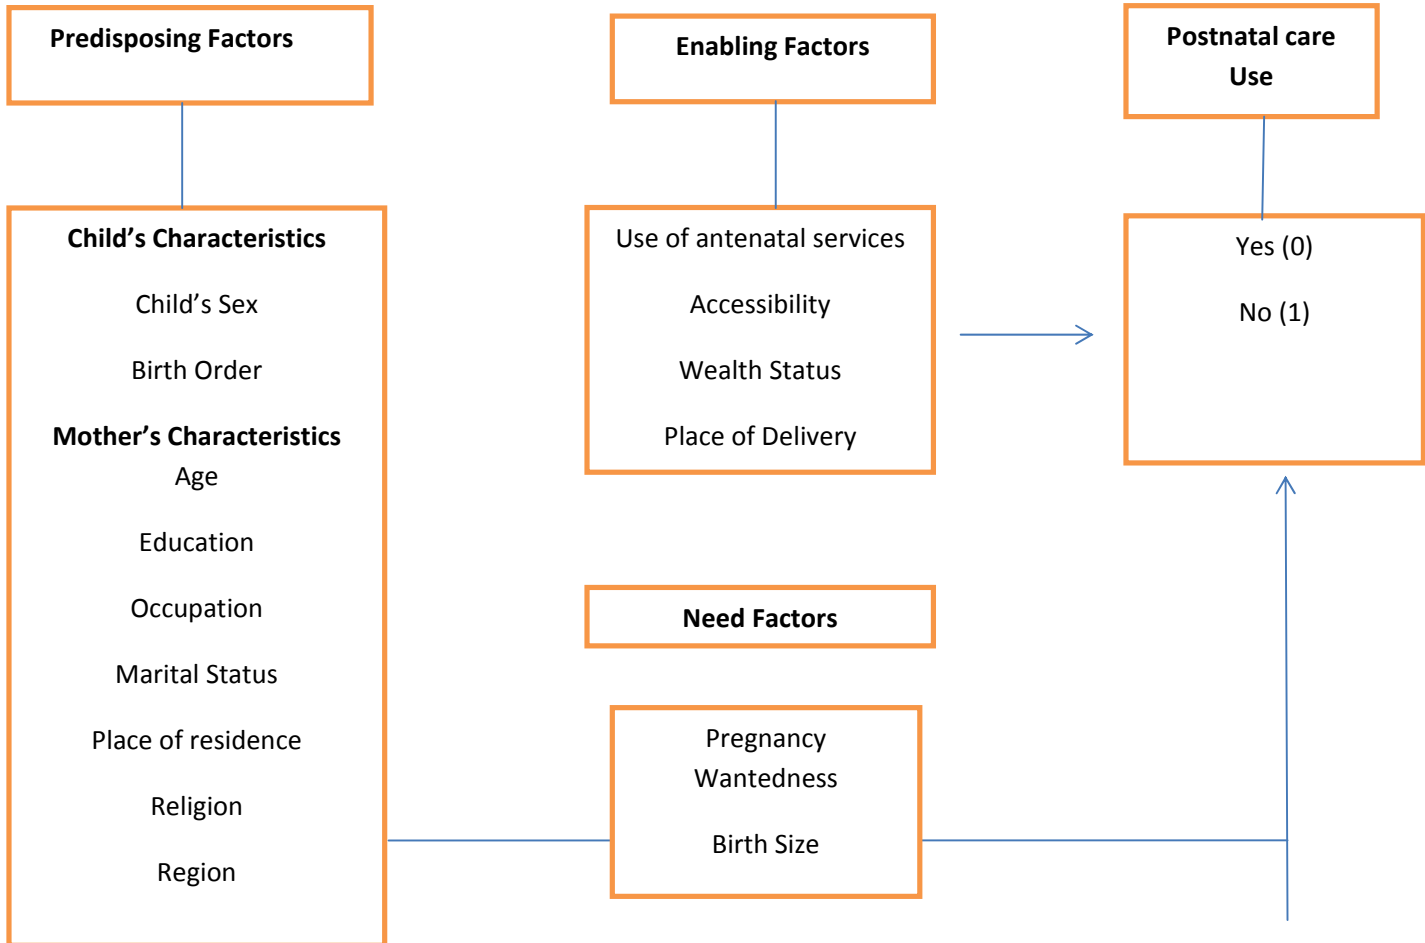 Predisposing Factors
Child’s Characteristics
Child’s Sex
Birth Order
Mother’s Characteristics
Age
Education
Occupation
Marital Status
Place of residence
Religion
Region
Enabling Factors
Use of antenatal services
Accessibility
Wealth Status
Place of Delivery
Need Factors
Pregnancy
Wantedness
Birth Size
Postnatal care
Use
Yes (0)
No (1)